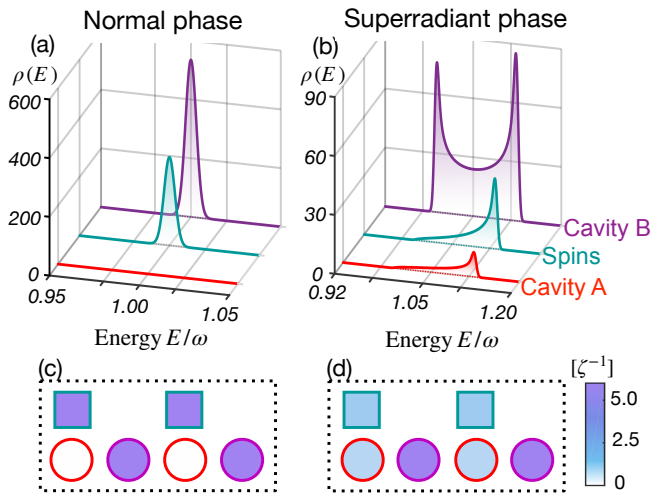 Normal phase
Superradiant phase
(a)
(b)
ρ(E)
ρ(E)
600
400
200
0
90
60
30
0
0.95
1.00
1.05
0.92
1.05
1.20
Cavity B
Spins
Cavity A
Energy E/ω
Energy E/ω
(c)
(d)
[ζ⁻¹]
5.0
2.5
0